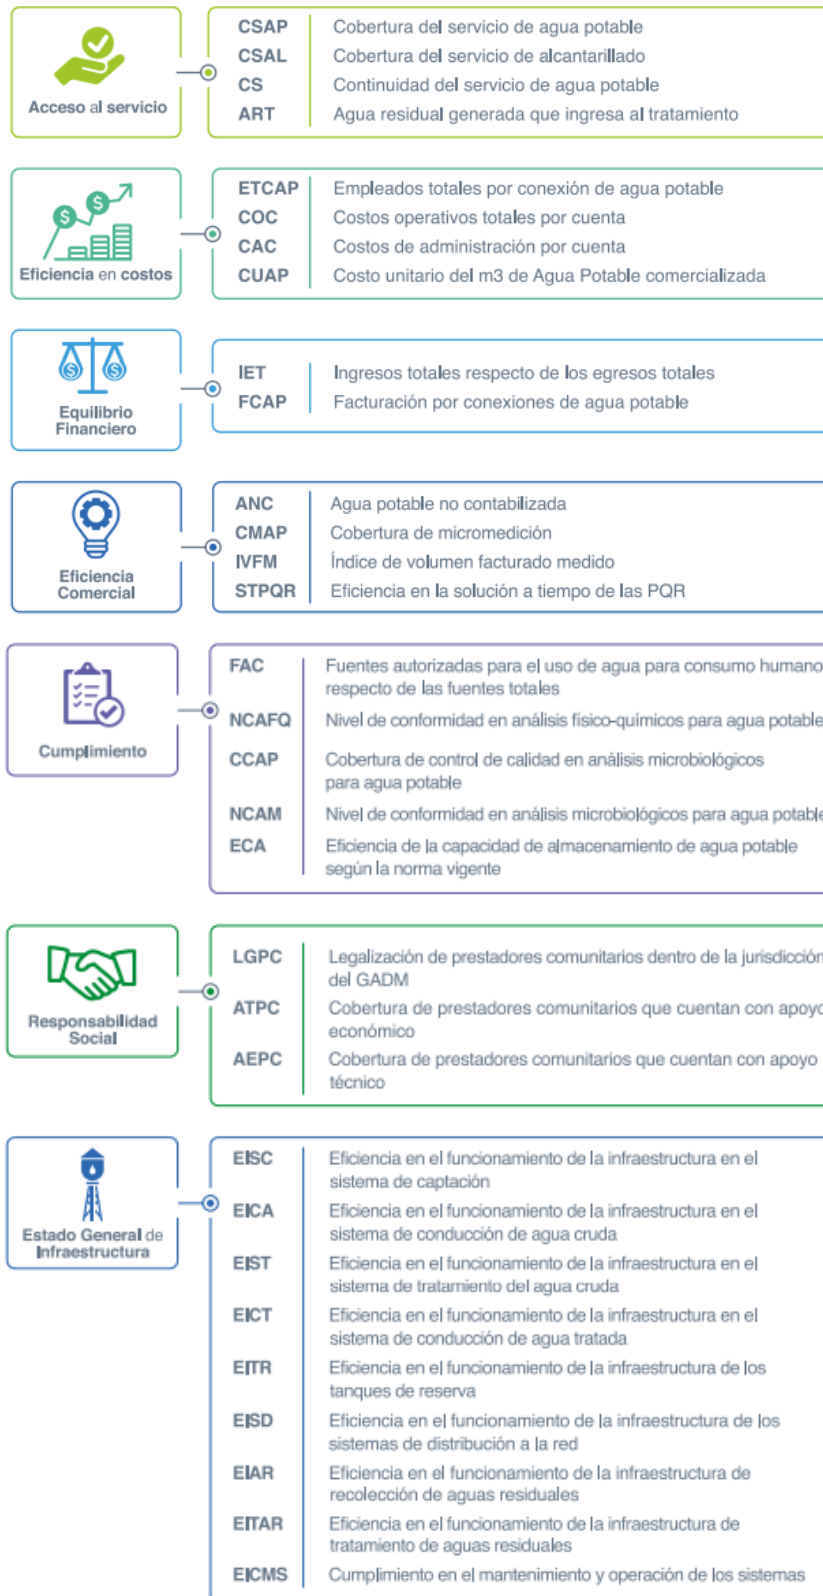 Acceso al servicio
CSAP Cobertura del servicio de agua potable
CSAL Cobertura del servicio de alcantarillado
CS Continuidad del servicio de agua potable
ART Agua residual generada que ingresa al tratamiento
Eficiencia en costos
ETCAP Empleados totales por conexión de agua potable
COC Costos operativos totales por cuenta
CAC Costos de administración por cuenta
CUAP Costo unitario del m3 de Agua Potable comercializada
Equilibrio
Financiero
IET Ingresos totales respecto de los egresos totales
FCAP Facturación por conexiones de agua potable
Eficiencia
Comercial
ANC Agua potable no contabilizada
CMAP Cobertura de micromedición
IVFM Índice de volumen facturado medido
STPQR Eficiencia en la solución a tiempo de las PQR
Cumplimiento
FAC Fuentes autorizadas para el uso de agua para consumo humano
respecto de las fuentes totales
NCAFQ Nivel de conformidad en análisis físico-químicos para agua potable
CCAP Cobertura de control de calidad en análisis microbiológicos
para agua potable
NCAM Nivel de conformidad en análisis microbiológicos para agua potable
ECA Eficiencia de la capacidad de almacenamiento de agua potable
según la norma vigente
Responsabilidad
Social
LGPC Legalización de prestadores comunitarios dentro de la jurisdicción
del GADM
ATPC Cobertura de prestadores comunitarios que cuentan con apoyo
económico
AEPC Cobertura de prestadores comunitarios que cuentan con apoyo
técnico
Estado General de
Infraestructura
EISC Eficiencia en el funcionamiento de la infraestructura en el
sistema de captación
EICA Eficiencia en el funcionamiento de la infraestructura en el
sistema de conducción de agua cruda
EIST Eficiencia en el funcionamiento de la infraestructura en el
sistema de tratamiento del agua cruda
EICT Eficiencia en el funcionamiento de la infraestructura en el
sistema de conducción de agua tratada
EITR Eficiencia en el funcionamiento de la infraestructura de los
tanques de reserva
EISD Eficiencia en el funcionamiento de la infraestructura de los
sistemas de distribución a la red
EIAR Eficiencia en el funcionamiento de la infraestructura de
recolección de aguas residuales
EITAR Eficiencia en el funcionamiento de la infraestructura de
tratamiento de aguas residuales
EICMS Cumplimiento en el mantenimiento y operación de los sistemas